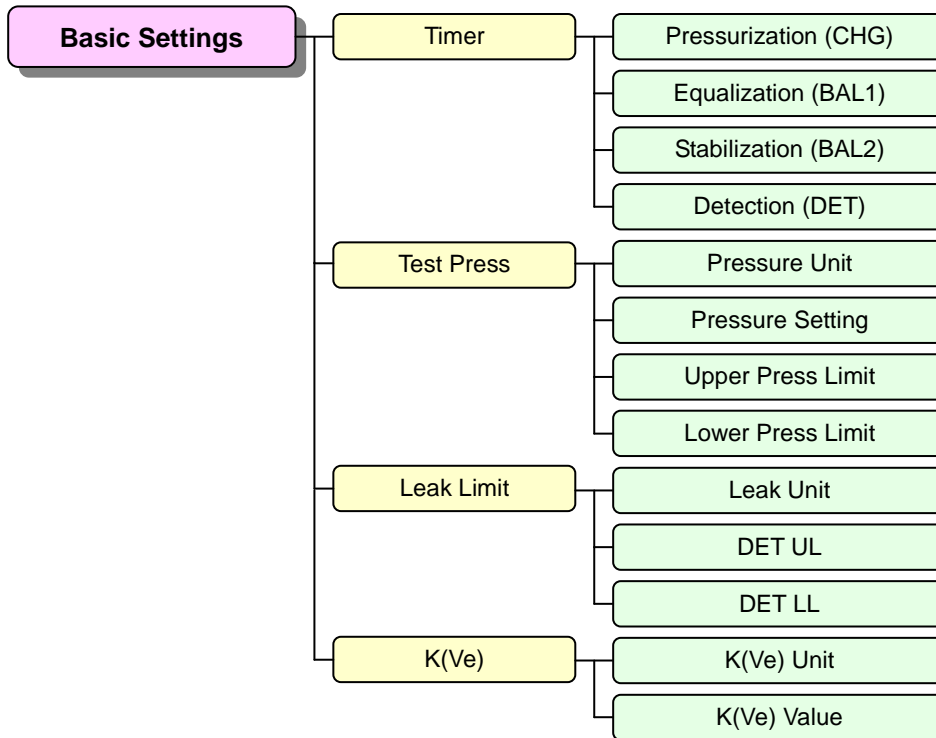 Basic Settings
Timer
Pressurization (CHG)
Equalization (BAL1)
Stabilization (BAL2)
Detection (DET)
Test Press
Pressure Unit
Pressure Setting
Upper Press Limit
Lower Press Limit
Leak Limit
Leak Unit
DET UL
DET LL
K(Ve)
K(Ve) Unit
K(Ve) Value